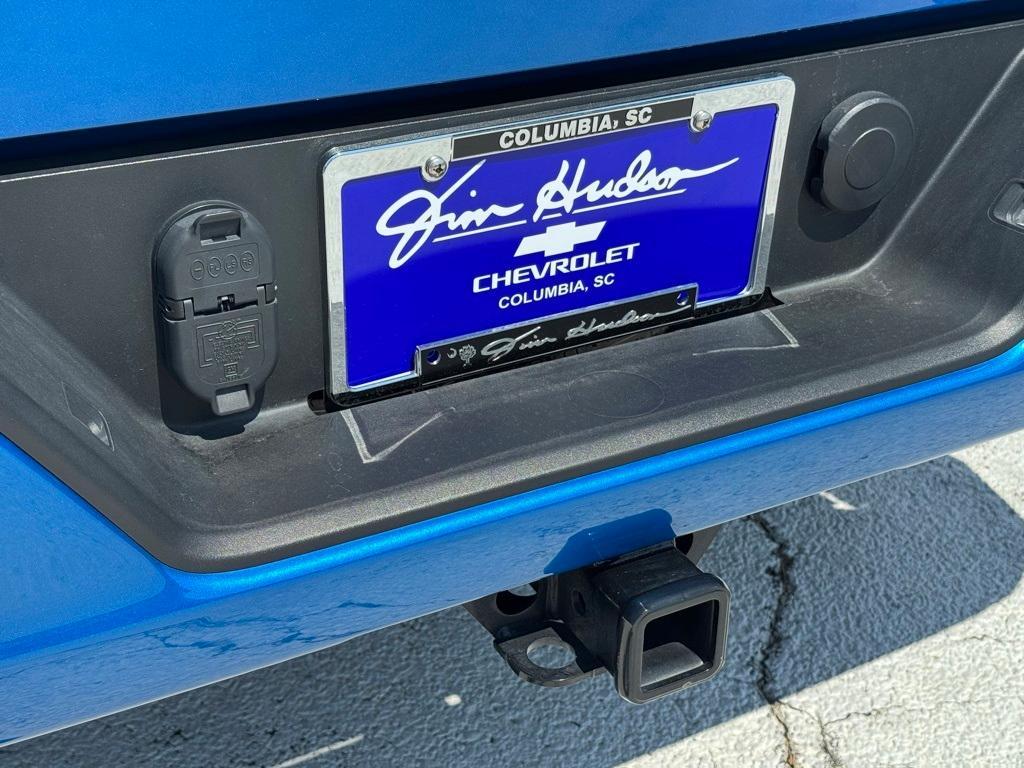 COLUMBIA, SC
Jim Hudson
CHEVROLET
COLUMBIA, SC
Jim Hudson